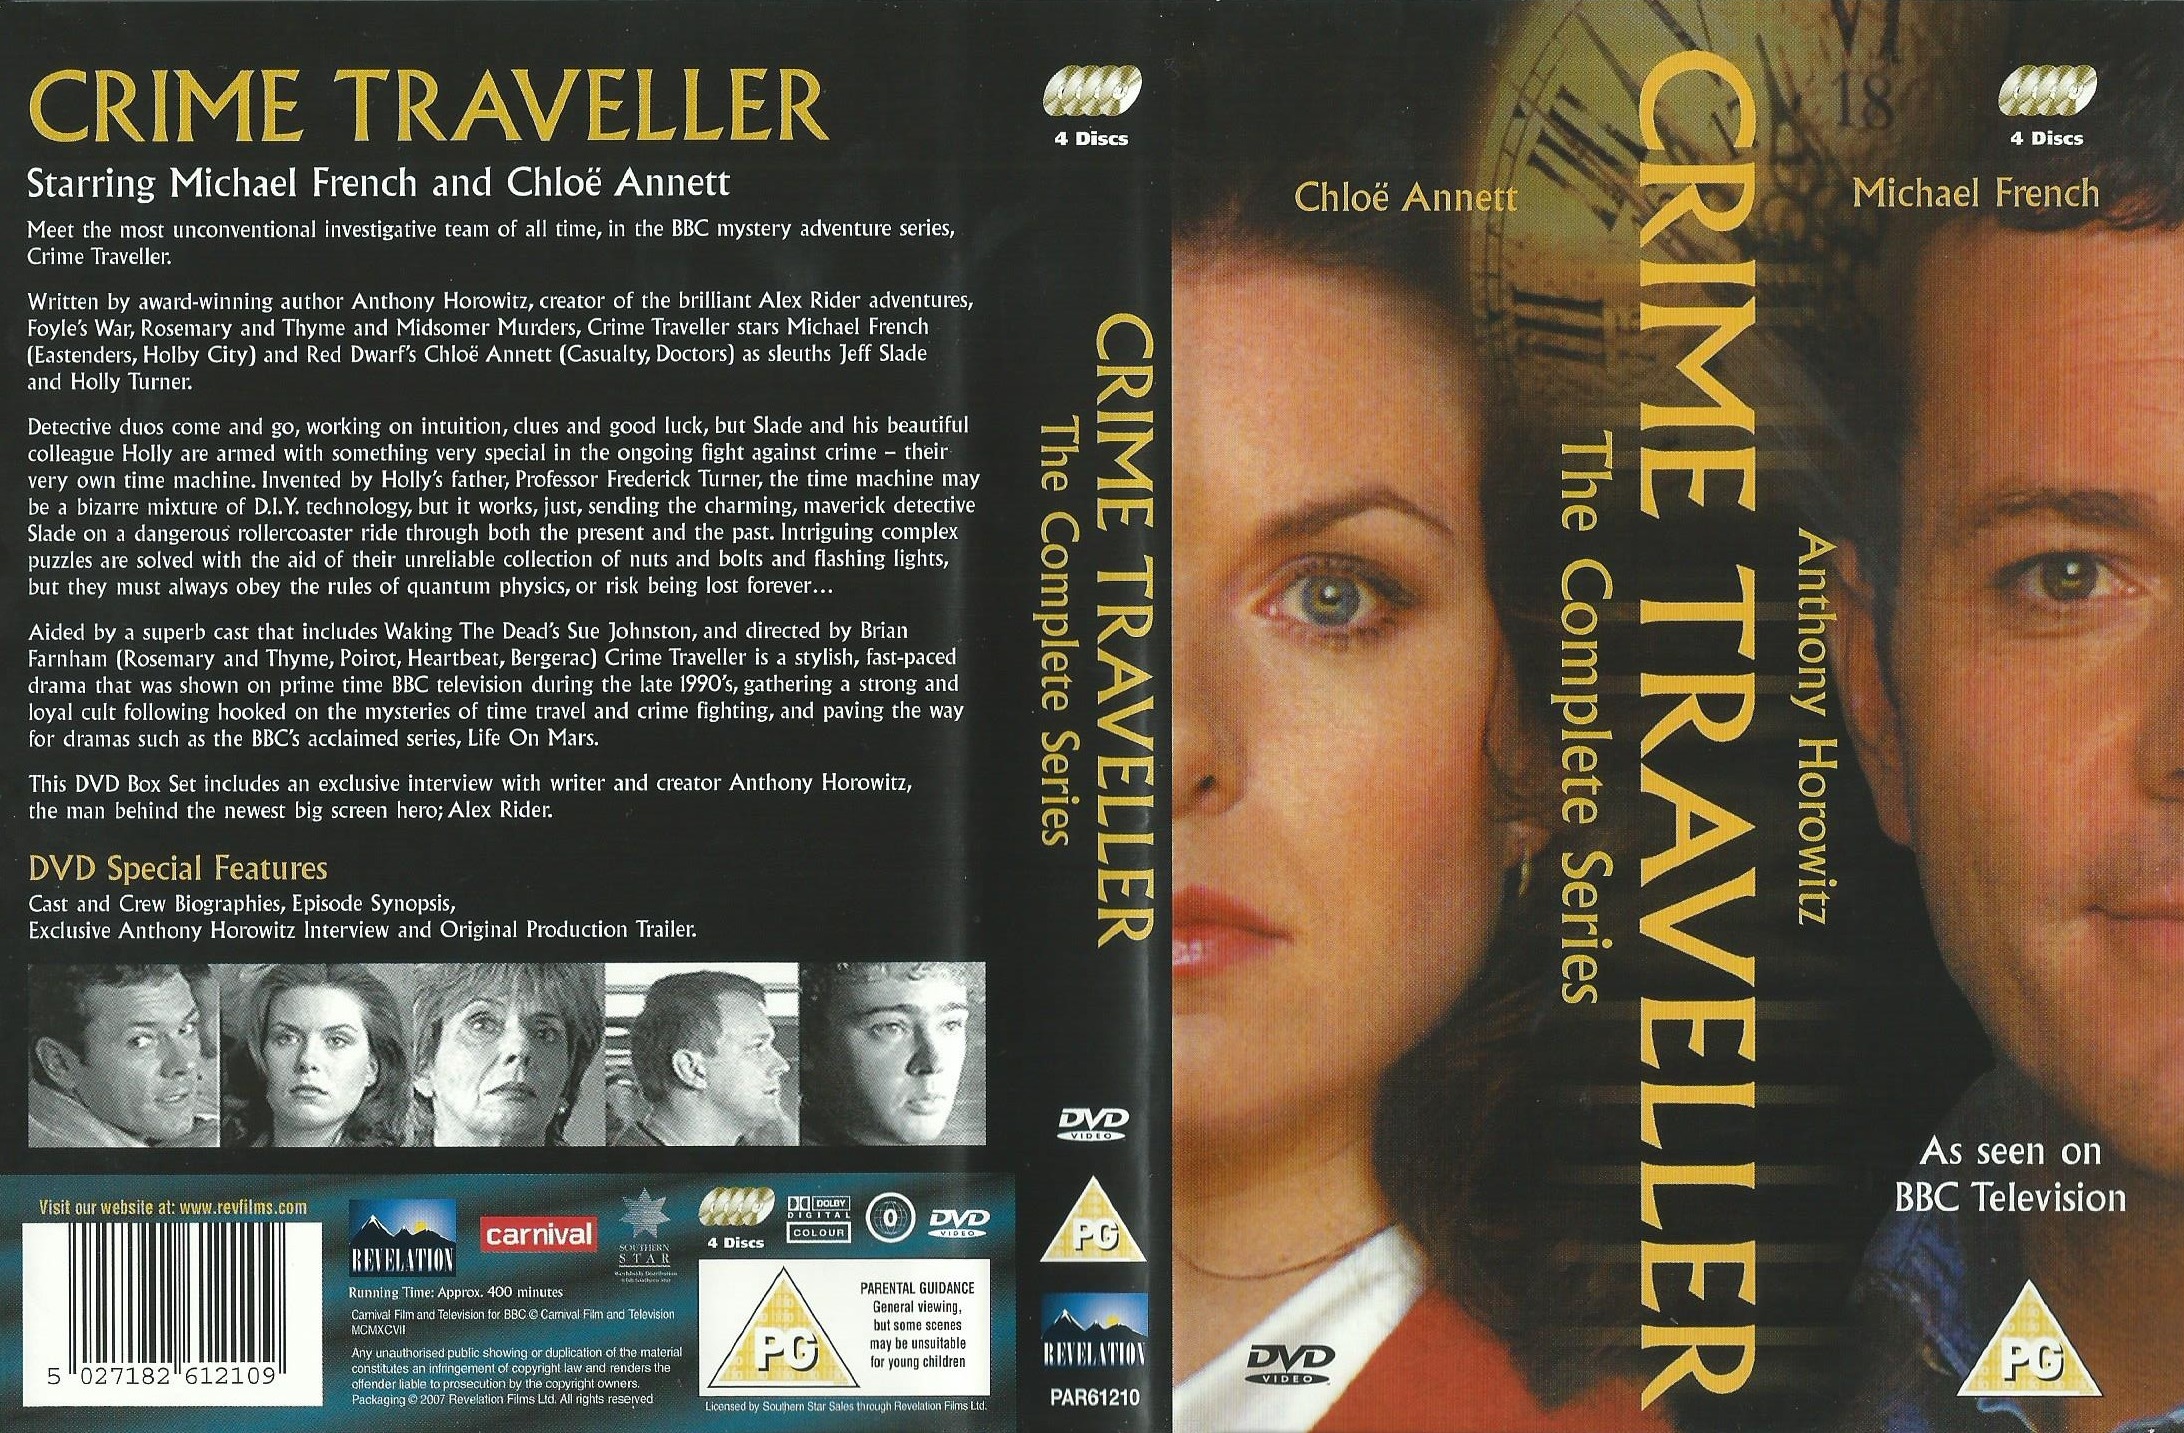 CRIME TRAVELLER
Starring Michael French and Chloë Annett
Meet the most unconventional investigative team of all time, in the BBC mystery adventure series,
Crime Traveller.
Written by award-winning author Anthony Horowitz, creator of the brilliant Alex Rider adventures,
Foyle's War, Rosemary and Thyme and Midsomer Murders, Crime Traveller stars Michael French
(Eastenders, Holby City) and Red Dwarf's Chloë Annett (Casualty, Doctors) as sleuths Jeff Slade
and Holly Turner.
Detective duos come and go, working on intuition, clues and good luck, but Slade and his beautiful
colleague Holly are armed with something very special in the ongoing fight against crime – their
very own time machine. Invented by Holly's father, Professor Frederick Turner, the time machine may
be a bizarre mixture of D.I.Y. technology, but it works, just, sending the charming, maverick detective
Slade on a dangerous rollercoaster ride through both the present and the past. Intriguing complex
puzzles are solved with the aid of their unreliable collection of nuts and bolts and flashing lights,
but they must always obey the rules of quantum physics, or risk being lost forever...
Aided by a superb cast that includes Waking The Dead's Sue Johnston, and directed by Brian
Farnham (Rosemary and Thyme, Poirot, Heartbeat, Bergerac) Crime Traveller is a stylish, fast-paced
drama that was shown on prime time BBC television during the late 1990's, gathering a strong and
loyal cult following hooked on the mysteries of time travel and crime fighting, and paving the way
for dramas such as the BBC's acclaimed series, Life On Mars.
This DVD Box Set includes an exclusive interview with writer and creator Anthony Horowitz,
the man behind the newest big screen hero; Alex Rider.
DVD Special Features
Cast and Crew Biographies, Episode Synopsis,
Exclusive Anthony Horowitz Interview and Original Production Trailer.
Visit our website at: www.revfilms.com
5 027182 612109
REVELATION
carnival
SOUTHERN
STAR
4 Discs
DOLBY
DIGITAL
COLOUR
0
DVD
VIDEO
Running Time: Approx. 400 minutes
Carnival Film and Television for BBC © Carnival Film and Television
MCMXCVII
Any unauthorised public showing or duplication of the material
constitutes an infringement of copyright law and renders the
offender liable to prosecution by the copyright owners.
Packaging © 2007 Revelation Films Ltd. All rights reserved
PG
PARENTAL GUIDANCE
General viewing,
but some scenes
may be unsuitable
for young children
Licensed by Southern Star Sales through Revelation Films Ltd.
4 Discs
CRIME TRAVELLER
The Complete Series
DVD
VIDEO
PG
REVELATION
PAR61210
4 Discs
Chloë Annett
Michael French
CRIME TRAVELLER
The Complete Series
Anthony Horowitz
VI
18
As seen on
BBC Television
DVD
VIDEO
PG